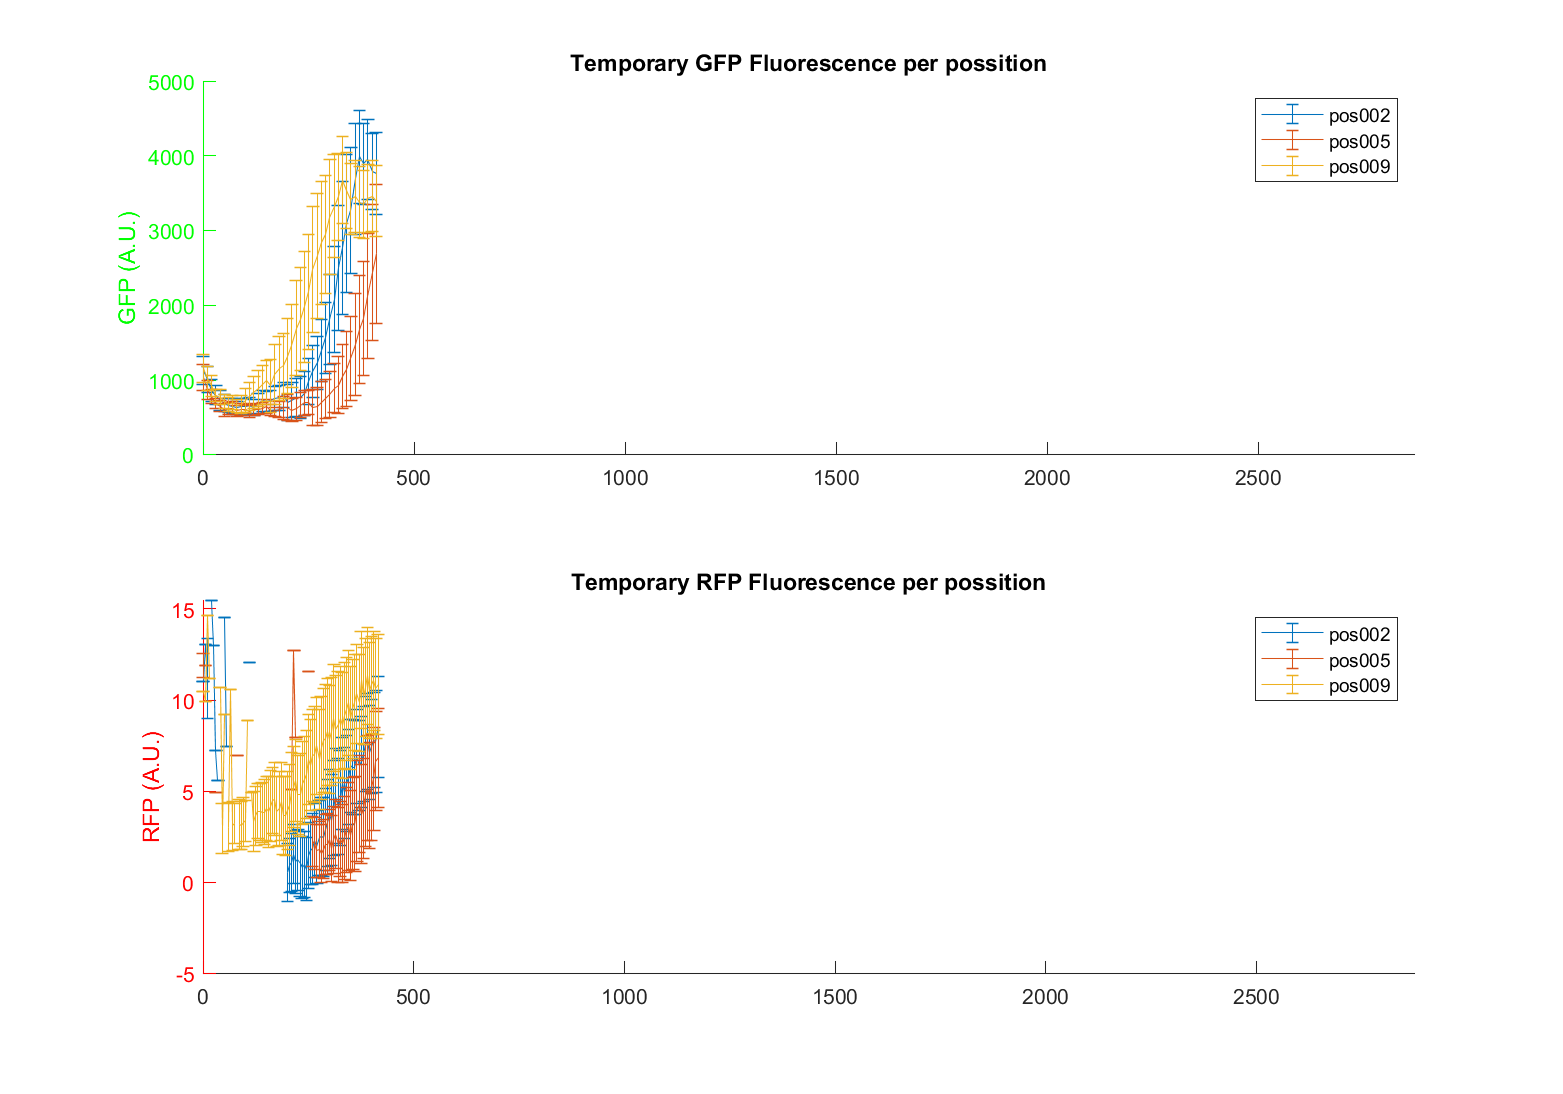 Temporary GFP Fluorescence per possition
5000
4000
3000
2000
1000
0
GFP (A.U.)
pos002
pos005
pos009
0 500 1000 1500 2000 2500
Temporary RFP Fluorescence per possition
15
10
5
0
-5
RFP (A.U.)
pos002
pos005
pos009
0 500 1000 1500 2000 2500